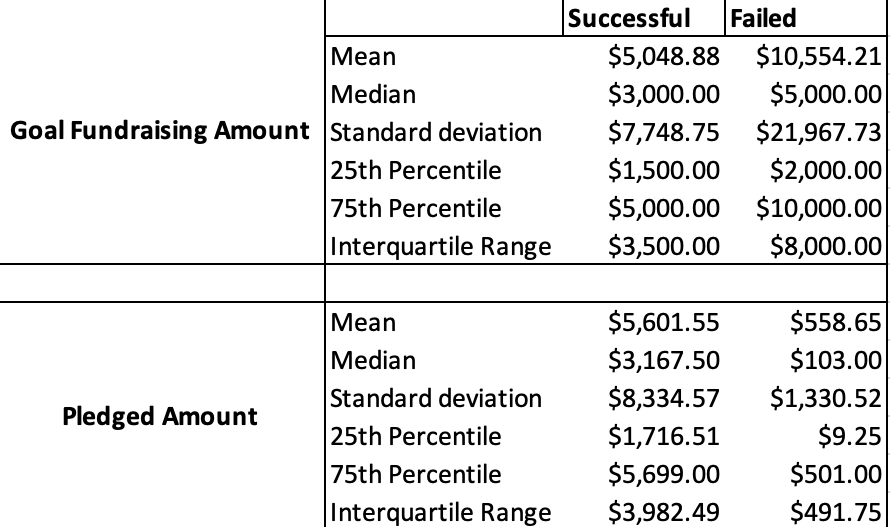 Successful Failed
Mean $5,048.88 $10,554.21
Median $3,000.00 $5,000.00
Goal Fundraising Amount Standard deviation $7,748.75 $21,967.73
25th Percentile $1,500.00 $2,000.00
75th Percentile $5,000.00 $10,000.00
Interquartile Range $3,500.00 $8,000.00
Mean $5,601.55 $558.65
Median $3,167.50 $103.00
Standard deviation $8,334.57 $1,330.52
Pledged Amount
25th Percentile $1,716.51 $9.25
75th Percentile $5,699.00 $501.00
Interquartile Range $3,982.49 $491.75